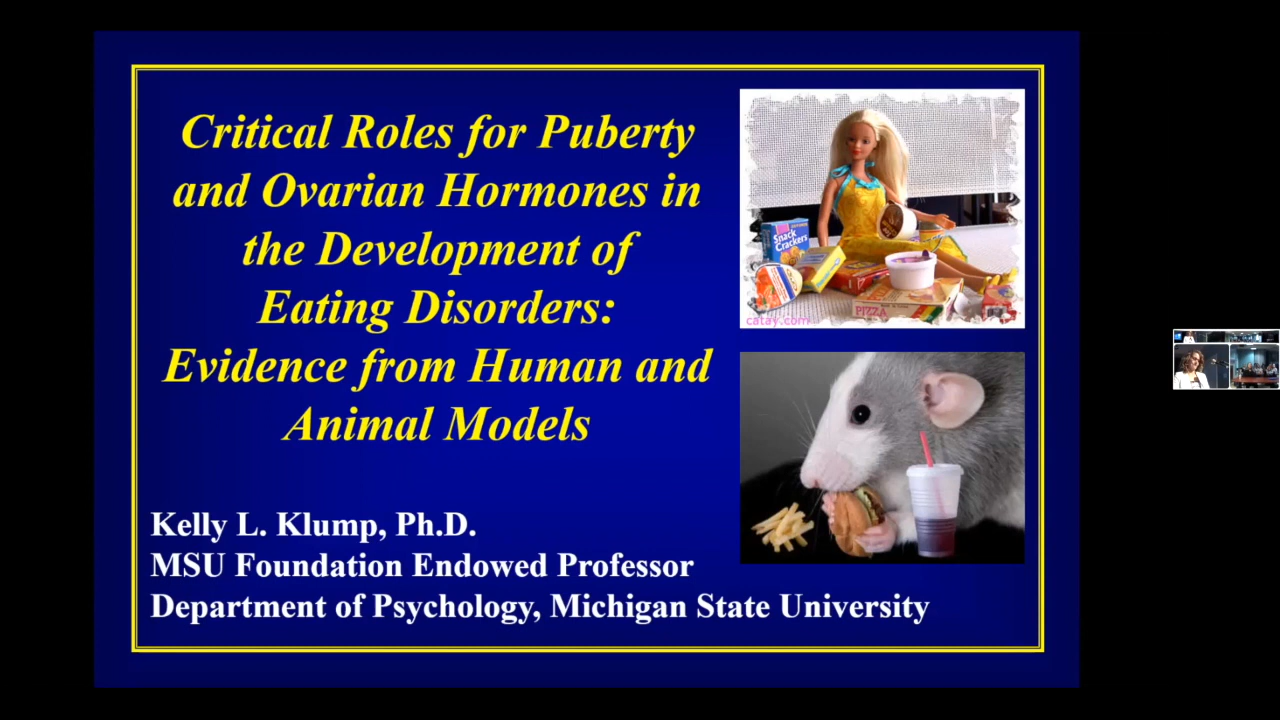 Critical Roles for Puberty
and Ovarian Hormones in
the Development of
Eating Disorders:
Evidence from Human and
Animal Models
Kelly L. Klump, Ph.D.
MSU Foundation Endowed Professor
Department of Psychology, Michigan State University
Snack
Crackers
PIZZA
catay.com